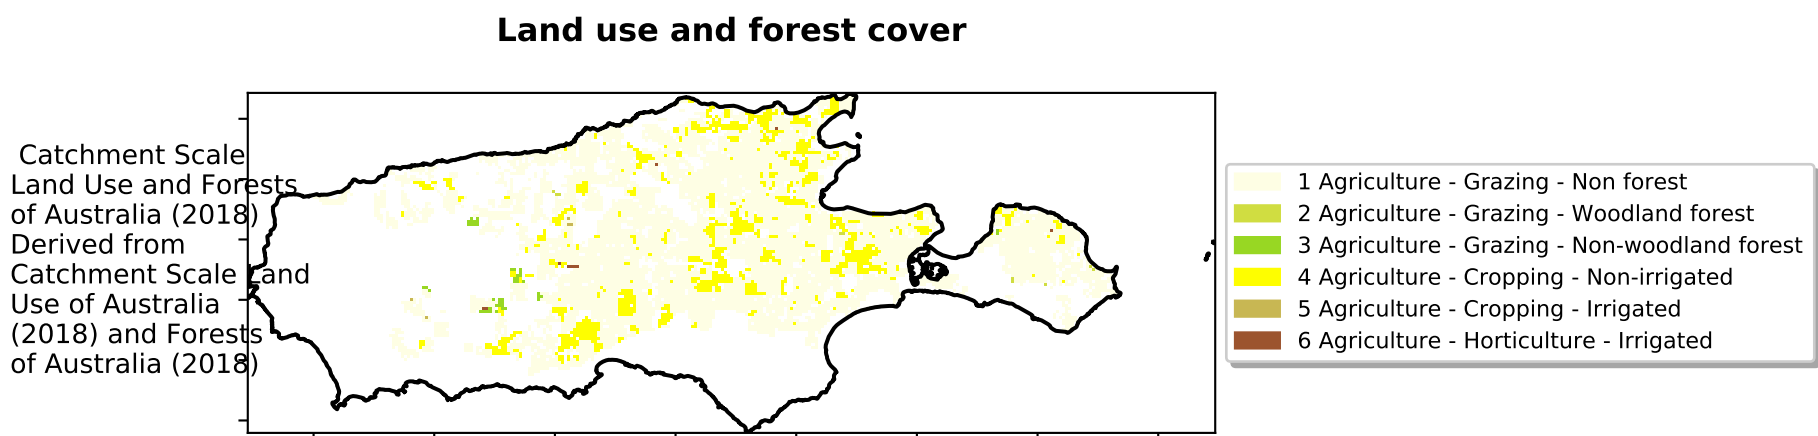 Land use and forest cover
Catchment Scale
Land Use and Forests
of Australia (2018)
Derived from
Catchment Scale Land
Use of Australia
(2018) and Forests
of Australia (2018)
1 Agriculture - Grazing - Non forest
2 Agriculture - Grazing - Woodland forest
3 Agriculture - Grazing - Non-woodland forest
4 Agriculture - Cropping - Non-irrigated
5 Agriculture - Cropping - Irrigated
6 Agriculture - Horticulture - Irrigated